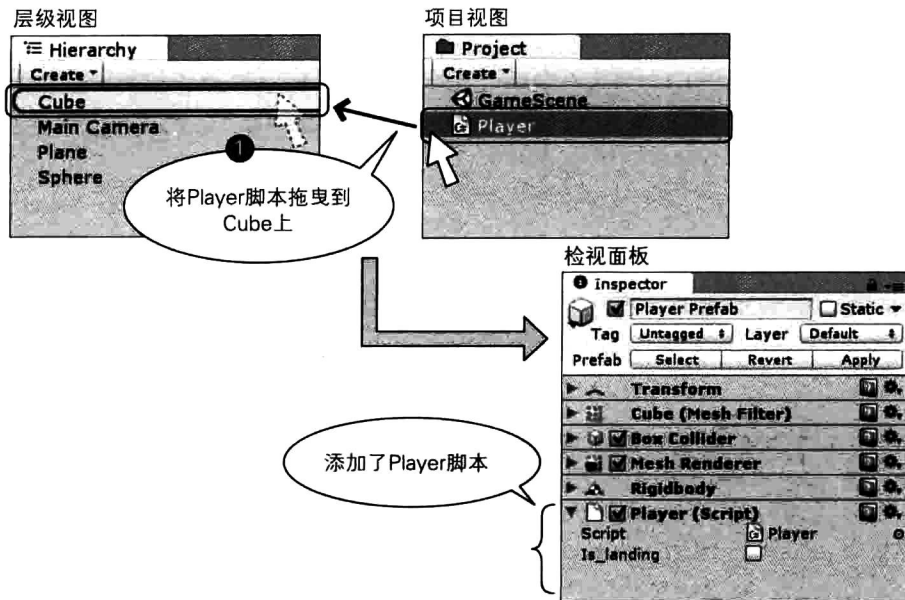 层级视图
Hierarchy
Create
Cube
Main Camera
Plane
Sphere
1
将Player脚本拖曳到
Cube上
项目视图
Project
Create
GameScene
Player
检视面板
Inspector
Player Prefab
Static
Tag Untagged Layer Default
Prefab Select Revert Apply
Transform
Cube (Mesh Filter)
Box Collider
Mesh Renderer
Rigidbody
Player (Script)
Script Player
Is_landing
添加了Player脚本